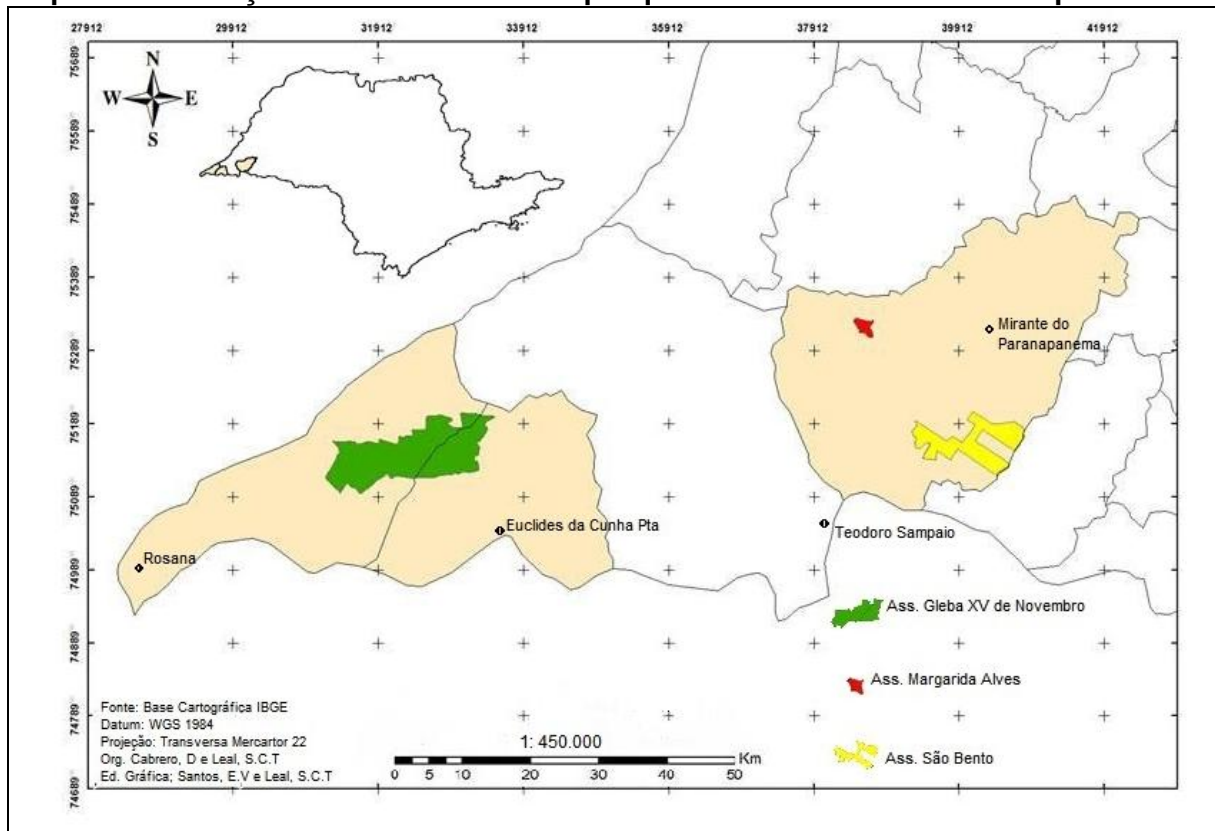 27912 29912 31912 33912 35912 37912 39912 41912
75689
75589
75489
75389
75289
75189
75089
74989
74889
74789
74689
N
W E
S
Mirante do
Paranapanema
Euclides da Cunha Pta
Teodoro Sampaio
Rosana
Ass. Gleba XV de Novembro
Ass. Margarida Alves
Ass. São Bento
Fonte: Base Cartográfica IBGE
Datum: WGS 1984
Projeção: Transversa Mercartor 22
Org. Cabrero, D e Leal, S.C.T
Ed. Gráfica; Santos, E.V e Leal, S.C.T
1: 450.000
Km
0 5 10 20 30 40 50